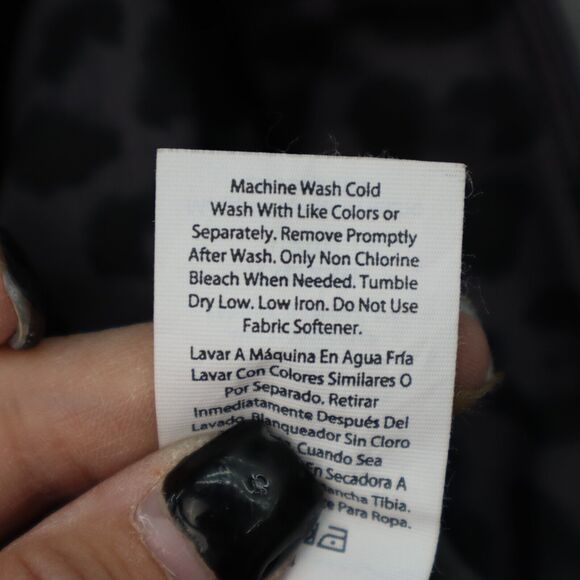 Machine Wash Cold
Wash With Like Colors or
Separately. Remove Promptly
After Wash. Only Non Chlorine
Bleach When Needed. Tumble
Dry Low. Low Iron. Do Not Use
Fabric Softener.
Lavar A Máquina En Agua Fría
Lavar Con Colores Similares O
Por Separado. Retirar
Inmediatamente Después Del
Lavado. Blanqueador Sin Cloro
Cuando Sea
En Secadora A
Tibia.
Para Ropa.